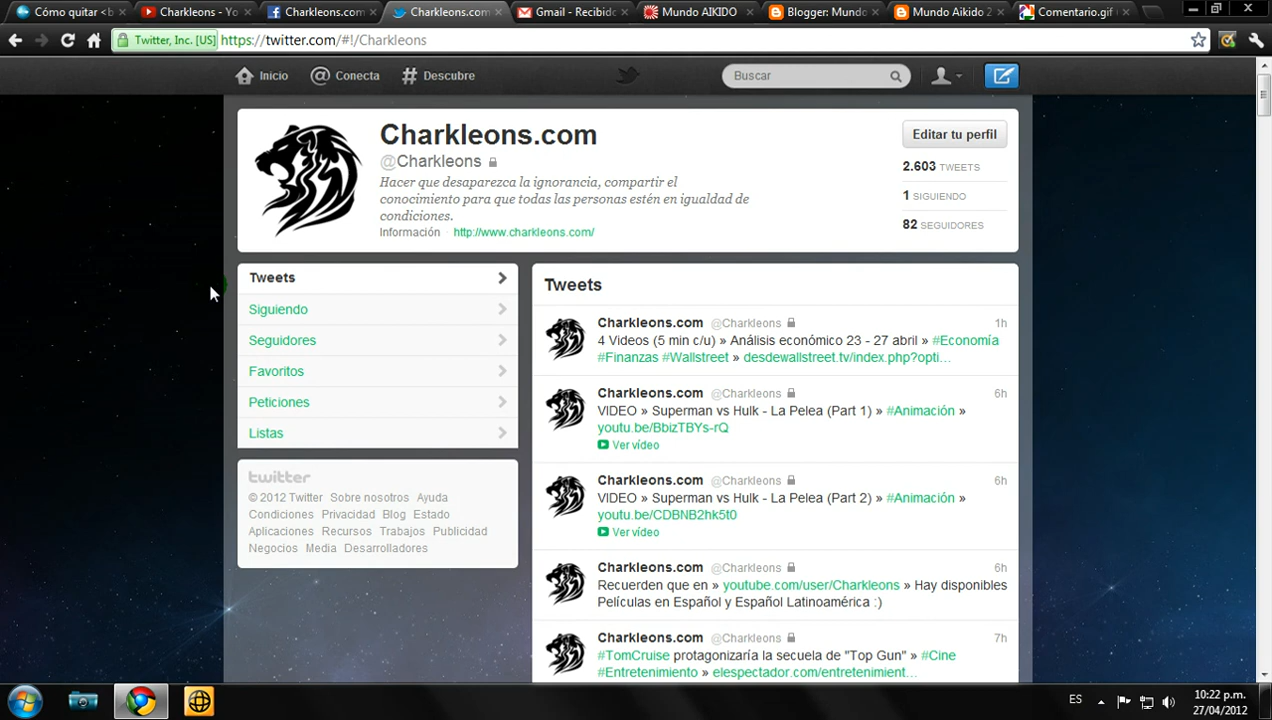 Cómo quitar <b
Charkleons - Yo
Charkleons.com
Charkleons.com
Gmail - Recibido
Mundo AIKIDO
Blogger: Mundo
Mundo Aikido 2
Comentario.gif
Twitter, Inc. [US]
https://twitter.com/#!/Charkleons
Inicio
@ Conecta
# Descubre
Buscar
Charkleons.com
@Charkleons
Hacer que desaparezca la ignorancia, compartir el
conocimiento para que todas las personas estén en igualdad de
condiciones.
Información · http://www.charkleons.com/
Editar tu perfil
2.603 TWEETS
1 SIGUIENDO
82 SEGUIDORES
Tweets
Siguiendo
Seguidores
Favoritos
Peticiones
Listas
twitter
© 2012 Twitter Sobre nosotros Ayuda
Condiciones Privacidad Blog Estado
Aplicaciones Recursos Trabajos Publicidad
Negocios Media Desarrolladores
Tweets
Charkleons.com @Charkleons 1h
4 Videos (5 min c/u) » Análisis económico 23 - 27 abril » #Economía
#Finanzas #Wallstreet » desdewallstreet.tv/index.php?opti…
Charkleons.com @Charkleons 6h
VIDEO » Superman vs Hulk - La Pelea (Part 1) » #Animación »
youtu.be/BbizTBYs-rQ
Ver vídeo
Charkleons.com @Charkleons 6h
VIDEO » Superman vs Hulk - La Pelea (Part 2) » #Animación »
youtu.be/CDBNB2hk5t0
Ver vídeo
Charkleons.com @Charkleons 6h
Recuerden que en » youtube.com/user/Charkleons » Hay disponibles
Películas en Español y Español Latinoamérica :)
Charkleons.com @Charkleons 7h
#TomCruise protagonizaría la secuela de "Top Gun" » #Cine
#Entretenimiento » elespectador.com/entretenimient…
ES
10:22 p.m.
27/04/2012